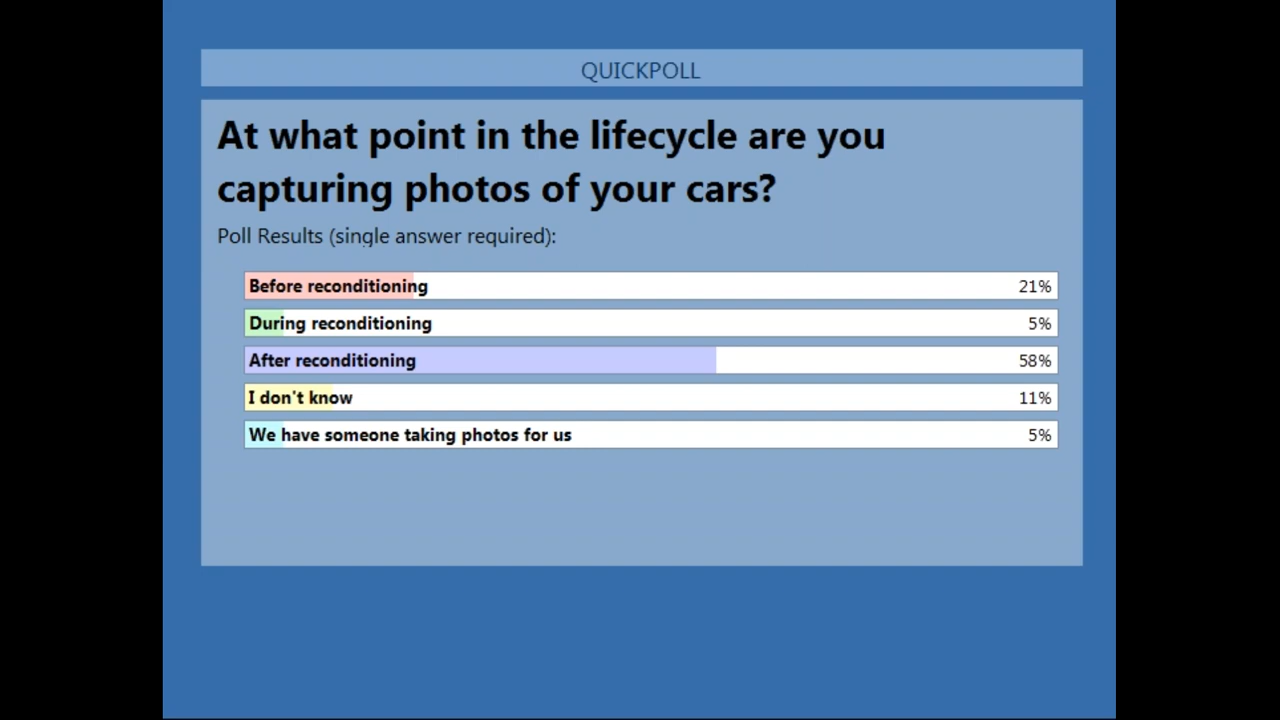 QUICKPOLL
At what point in the lifecycle are you
capturing photos of your cars?
Poll Results (single answer required):
Before reconditioning 21%
During reconditioning 5%
After reconditioning 58%
I don't know 11%
We have someone taking photos for us 5%